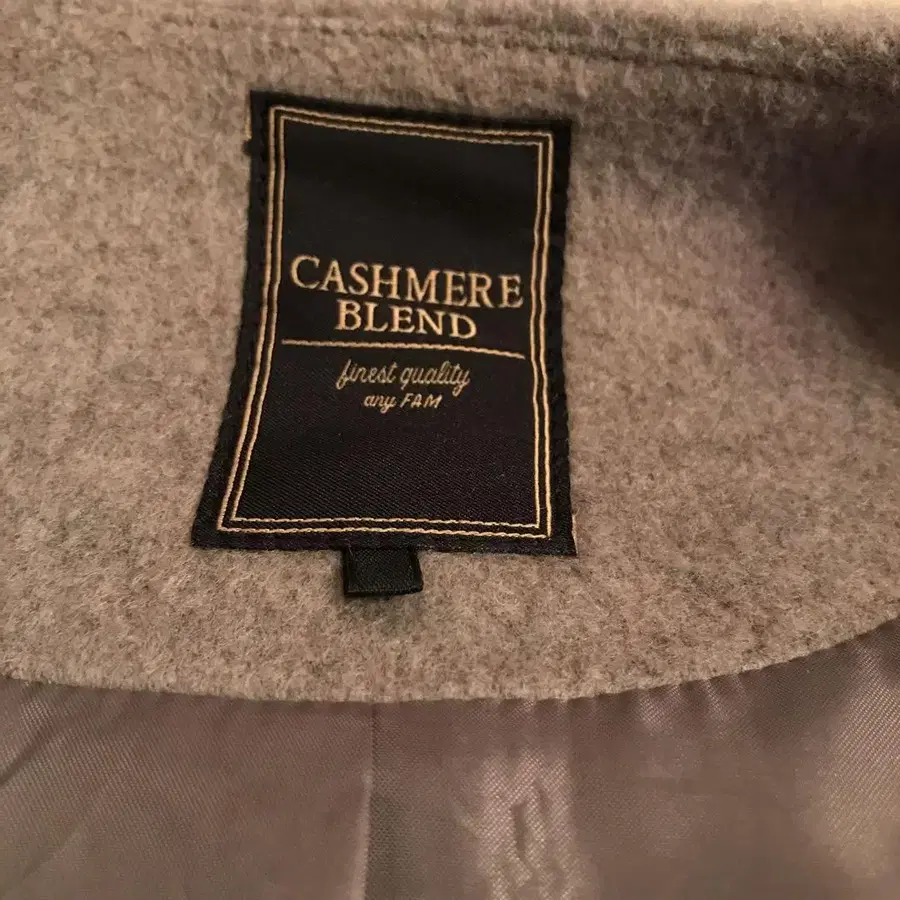 CASHMERE
BLEND
finest quality
any FAM